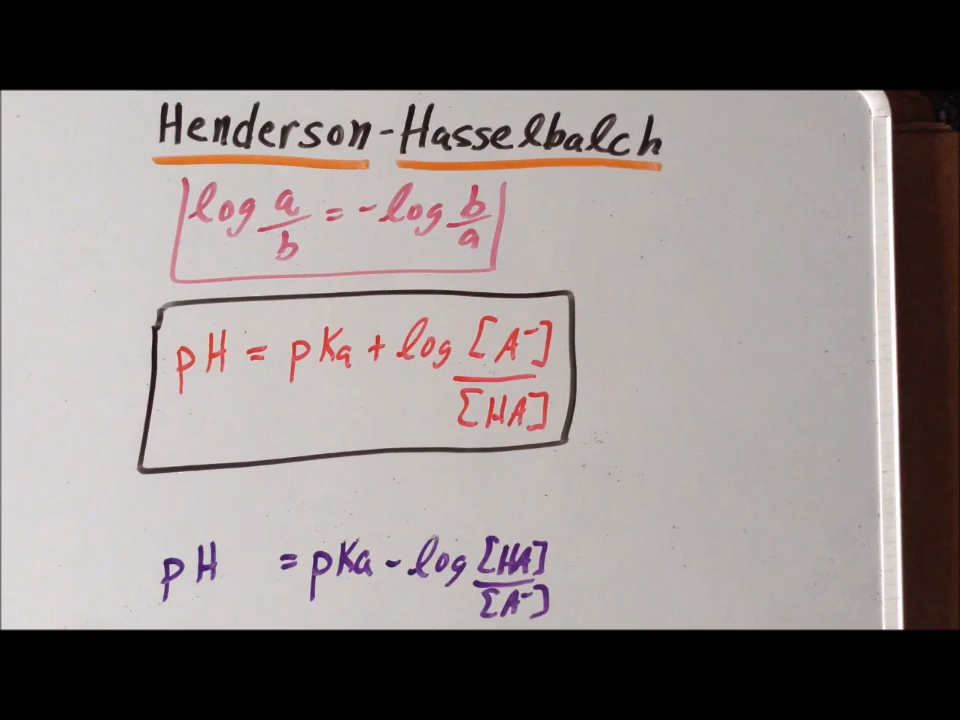 Henderson-Hasselbalch
log a/b = -log b/a
pH = pKa + log [A⁻]/[HA]
pH = pKa - log [HA]/[A⁻]